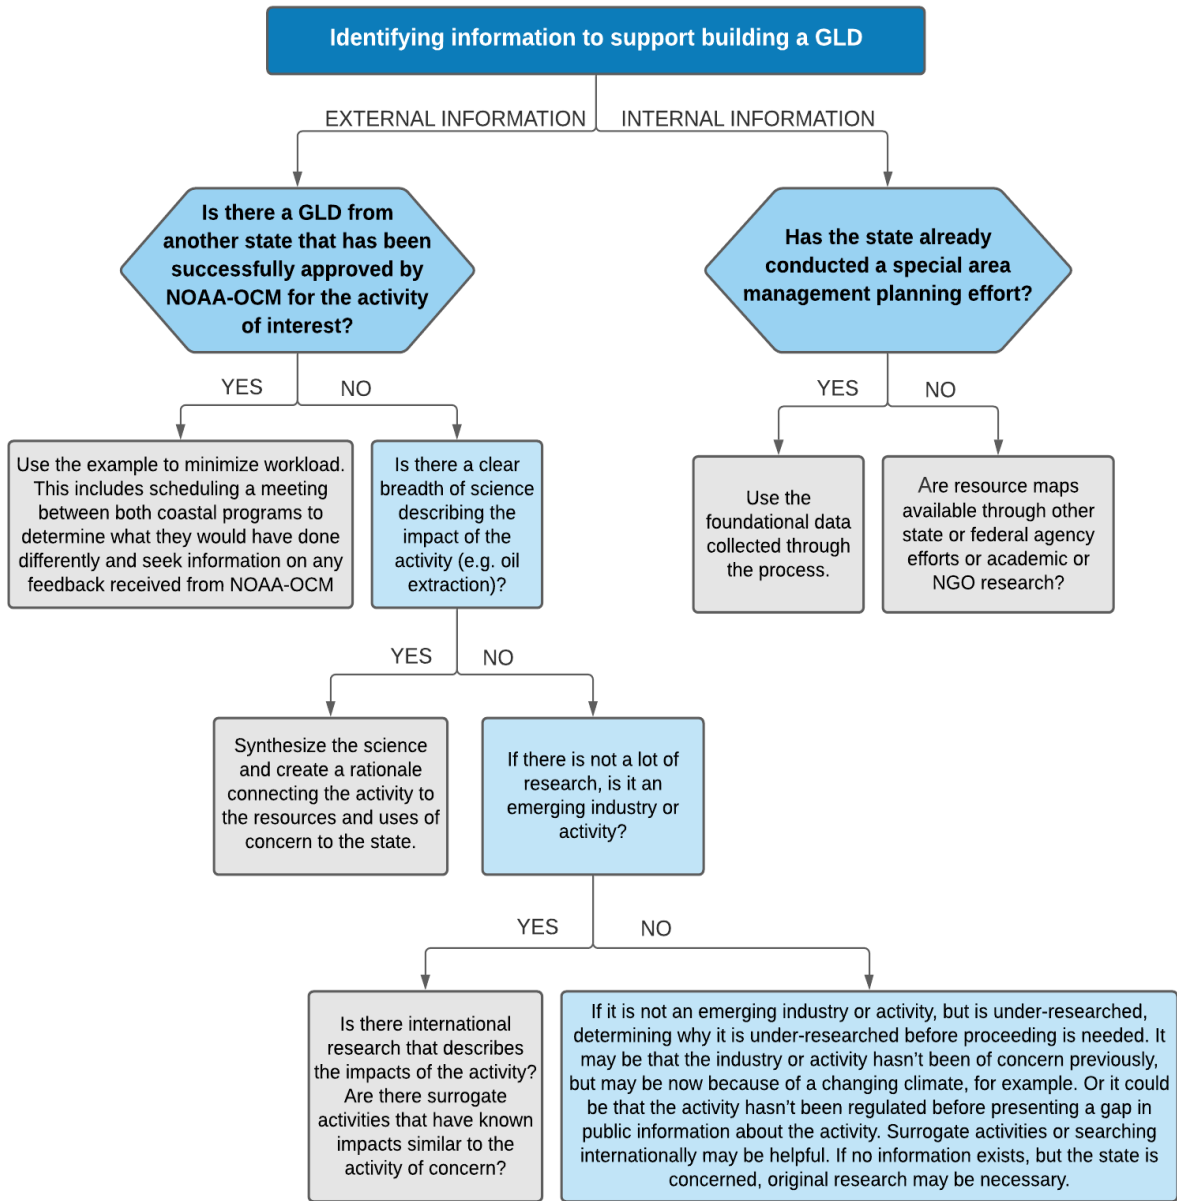 Identifying information to support building a GLD
EXTERNAL INFORMATION
INTERNAL INFORMATION
Is there a GLD from
another state that has been
successfully approved by
NOAA-OCM for the activity
of interest?
Has the state already
conducted a special area
management planning effort?
YES
NO
YES
NO
Use the example to minimize workload.
This includes scheduling a meeting
between both coastal programs to
determine what they would have done
differently and seek information on any
feedback received from NOAA-OCM
Is there a clear
breadth of science
describing the
impact of the
activity (e.g. oil
extraction)?
Use the
foundational data
collected through
the process.
Are resource maps
available through other
state or federal agency
efforts or academic or
NGO research?
YES
NO
Synthesize the science
and create a rationale
connecting the activity to
the resources and uses of
concern to the state.
If there is not a lot of
research, is it an
emerging industry or
activity?
YES
NO
Is there international
research that describes
the impacts of the activity?
Are there surrogate
activities that have known
impacts similar to the
activity of concern?
If it is not an emerging industry or activity, but is under-researched,
determining why it is under-researched before proceeding is needed. It
may be that the industry or activity hasn't been of concern previously,
but may be now because of a changing climate, for example. Or it could
be that the activity hasn't been regulated before presenting a gap in
public information about the activity. Surrogate activities or searching
internationally may be helpful. If no information exists, but the state is
concerned, original research may be necessary.